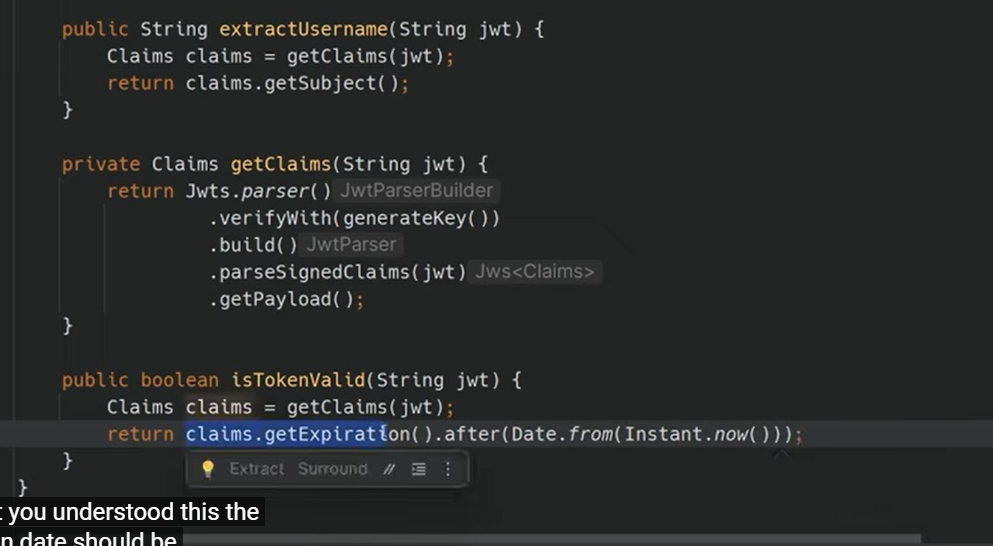 public String extractUsername(String jwt) {
Claims claims = getClaims(jwt);
return claims.getSubject();
}
private Claims getClaims(String jwt) {
return Jwts.parser() JwtParserBuilder
.verifyWith(generateKey())
.build() JwtParser
.parseSignedClaims(jwt) Jws<Claims>
.getPayload();
}
public boolean isTokenValid(String jwt) {
Claims claims = getClaims(jwt);
return claims.getExpiration().after(Date.from(Instant.now()));
}
Extract Surround //
}
you understood this the
date should be